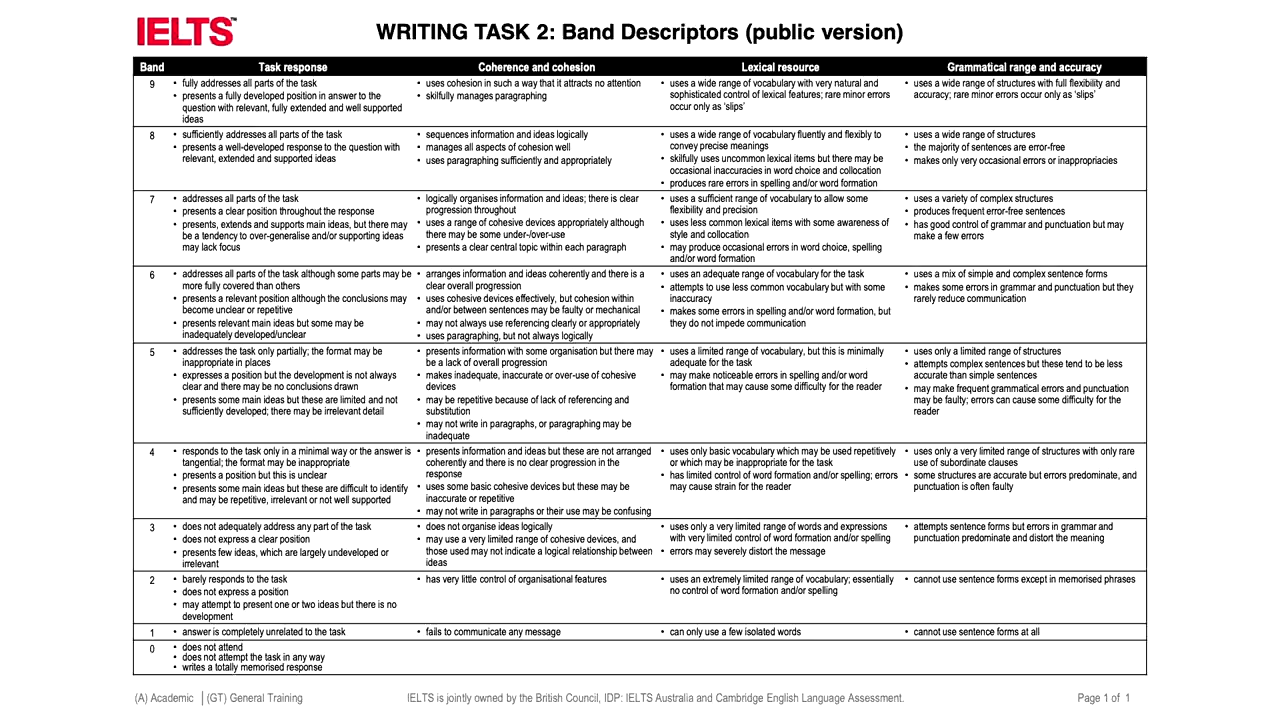 IELTS™
WRITING TASK 2: Band Descriptors (public version)
Band Task response Coherence and cohesion Lexical resource Grammatical range and accuracy
9
• fully addresses all parts of the task
• presents a fully developed position in answer to the
question with relevant, fully extended and well supported
ideas
• uses cohesion in such a way that it attracts no attention
• skilfully manages paragraphing
• uses a wide range of vocabulary with very natural and
sophisticated control of lexical features; rare minor errors
occur only as ‘slips’
• uses a wide range of structures with full flexibility and
accuracy; rare minor errors occur only as ‘slips’
8
• sufficiently addresses all parts of the task
• presents a well-developed response to the question with
relevant, extended and supported ideas
• sequences information and ideas logically
• manages all aspects of cohesion well
• uses paragraphing sufficiently and appropriately
• uses a wide range of vocabulary fluently and flexibly to
convey precise meanings
• skilfully uses uncommon lexical items but there may be
occasional inaccuracies in word choice and collocation
• produces rare errors in spelling and/or word formation
• uses a wide range of structures
• the majority of sentences are error-free
• makes only very occasional errors or inappropriacies
7
• addresses all parts of the task
• presents a clear position throughout the response
• presents, extends and supports main ideas, but there may
be a tendency to over-generalise and/or supporting ideas
may lack focus
• logically organises information and ideas; there is clear
progression throughout
• uses a range of cohesive devices appropriately although
there may be some under-/over-use
• presents a clear central topic within each paragraph
• uses a sufficient range of vocabulary to allow some
flexibility and precision
• uses less common lexical items with some awareness of
style and collocation
• may produce occasional errors in word choice, spelling
and/or word formation
• uses a variety of complex structures
• produces frequent error-free sentences
• has good control of grammar and punctuation but may
make a few errors
6
• addresses all parts of the task although some parts may be
more fully covered than others
• presents a relevant position although the conclusions may
become unclear or repetitive
• presents relevant main ideas but some may be
inadequately developed/unclear
• arranges information and ideas coherently and there is a
clear overall progression
• uses cohesive devices effectively, but cohesion within
and/or between sentences may be faulty or mechanical
• may not always use referencing clearly or appropriately
• uses paragraphing, but not always logically
• uses an adequate range of vocabulary for the task
• attempts to use less common vocabulary but with some
inaccuracy
• makes some errors in spelling and/or word formation, but
they do not impede communication
• uses a mix of simple and complex sentence forms
• makes some errors in grammar and punctuation but they
rarely reduce communication
5
• addresses the task only partially; the format may be
inappropriate in places
• expresses a position but the development is not always
clear and there may be no conclusions drawn
• presents some main ideas but these are limited and not
sufficiently developed; there may be irrelevant detail
• presents information with some organisation but there may
be a lack of overall progression
• makes inadequate, inaccurate or over-use of cohesive
devices
• may be repetitive because of lack of referencing and
substitution
• may not write in paragraphs, or paragraphing may be
inadequate
• uses a limited range of vocabulary, but this is minimally
adequate for the task
• may make noticeable errors in spelling and/or word
formation that may cause some difficulty for the reader
• uses only a limited range of structures
• attempts complex sentences but these tend to be less
accurate than simple sentences
• may make frequent grammatical errors and punctuation
may be faulty; errors can cause some difficulty for the
reader
4
• responds to the task only in a minimal way or the answer is
tangential; the format may be inappropriate
• presents a position but this is unclear
• presents some main ideas but these are difficult to identify
and may be repetitive, irrelevant or not well supported
• presents information and ideas but these are not arranged
coherently and there is no clear progression in the
response
• uses some basic cohesive devices but these may be
inaccurate or repetitive
• may not write in paragraphs or their use may be confusing
• uses only basic vocabulary which may be used repetitively
or which may be inappropriate for the task
• has limited control of word formation and/or spelling; errors
may cause strain for the reader
• uses only a very limited range of structures with only rare
use of subordinate clauses
• some structures are accurate but errors predominate, and
punctuation is often faulty
3
• does not adequately address any part of the task
• does not express a clear position
• presents few ideas, which are largely undeveloped or
irrelevant
• does not organise ideas logically
• may use a very limited range of cohesive devices, and
those used may not indicate a logical relationship between
ideas
• uses only a very limited range of words and expressions
with very limited control of word formation and/or spelling
• errors may severely distort the message
• attempts sentence forms but errors in grammar and
punctuation predominate and distort the meaning
2
• barely responds to the task
• does not express a position
• may attempt to present one or two ideas but there is no
development
• has very little control of organisational features
• uses an extremely limited range of vocabulary; essentially
no control of word formation and/or spelling
• cannot use sentence forms except in memorised phrases
1
• answer is completely unrelated to the task
• fails to communicate any message
• can only use a few isolated words
• cannot use sentence forms at all
0
• does not attend
• does not attempt the task in any way
• writes a totally memorised response
(A) Academic | (GT) General Training
IELTS is jointly owned by the British Council, IDP: IELTS Australia and Cambridge English Language Assessment.
Page 1 of 1